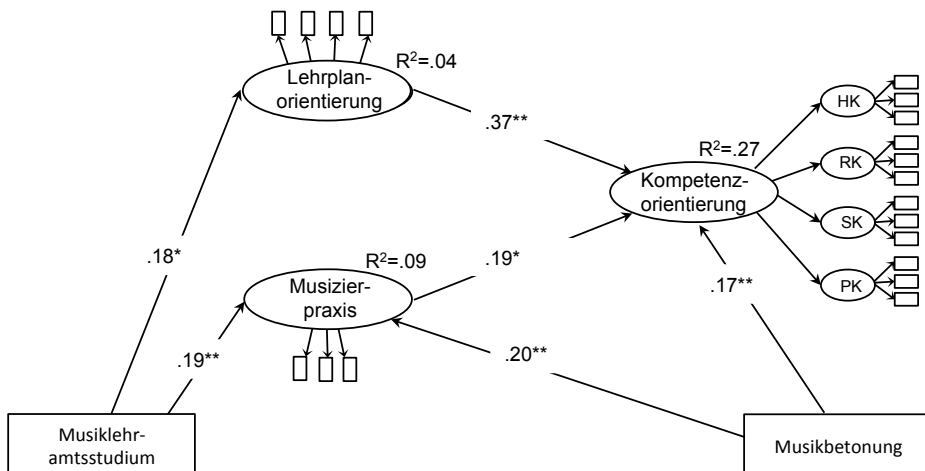 R²=.04
Lehrplan-
orientierung
.37**
HK
R²=.27
RK
Kompetenz-
orientierung
SK
.18*
R²=.09
.19*
Musizier-
praxis
.17**
PK
.19**
.20**
Musiklehr-
amtsstudium
Musikbetonung